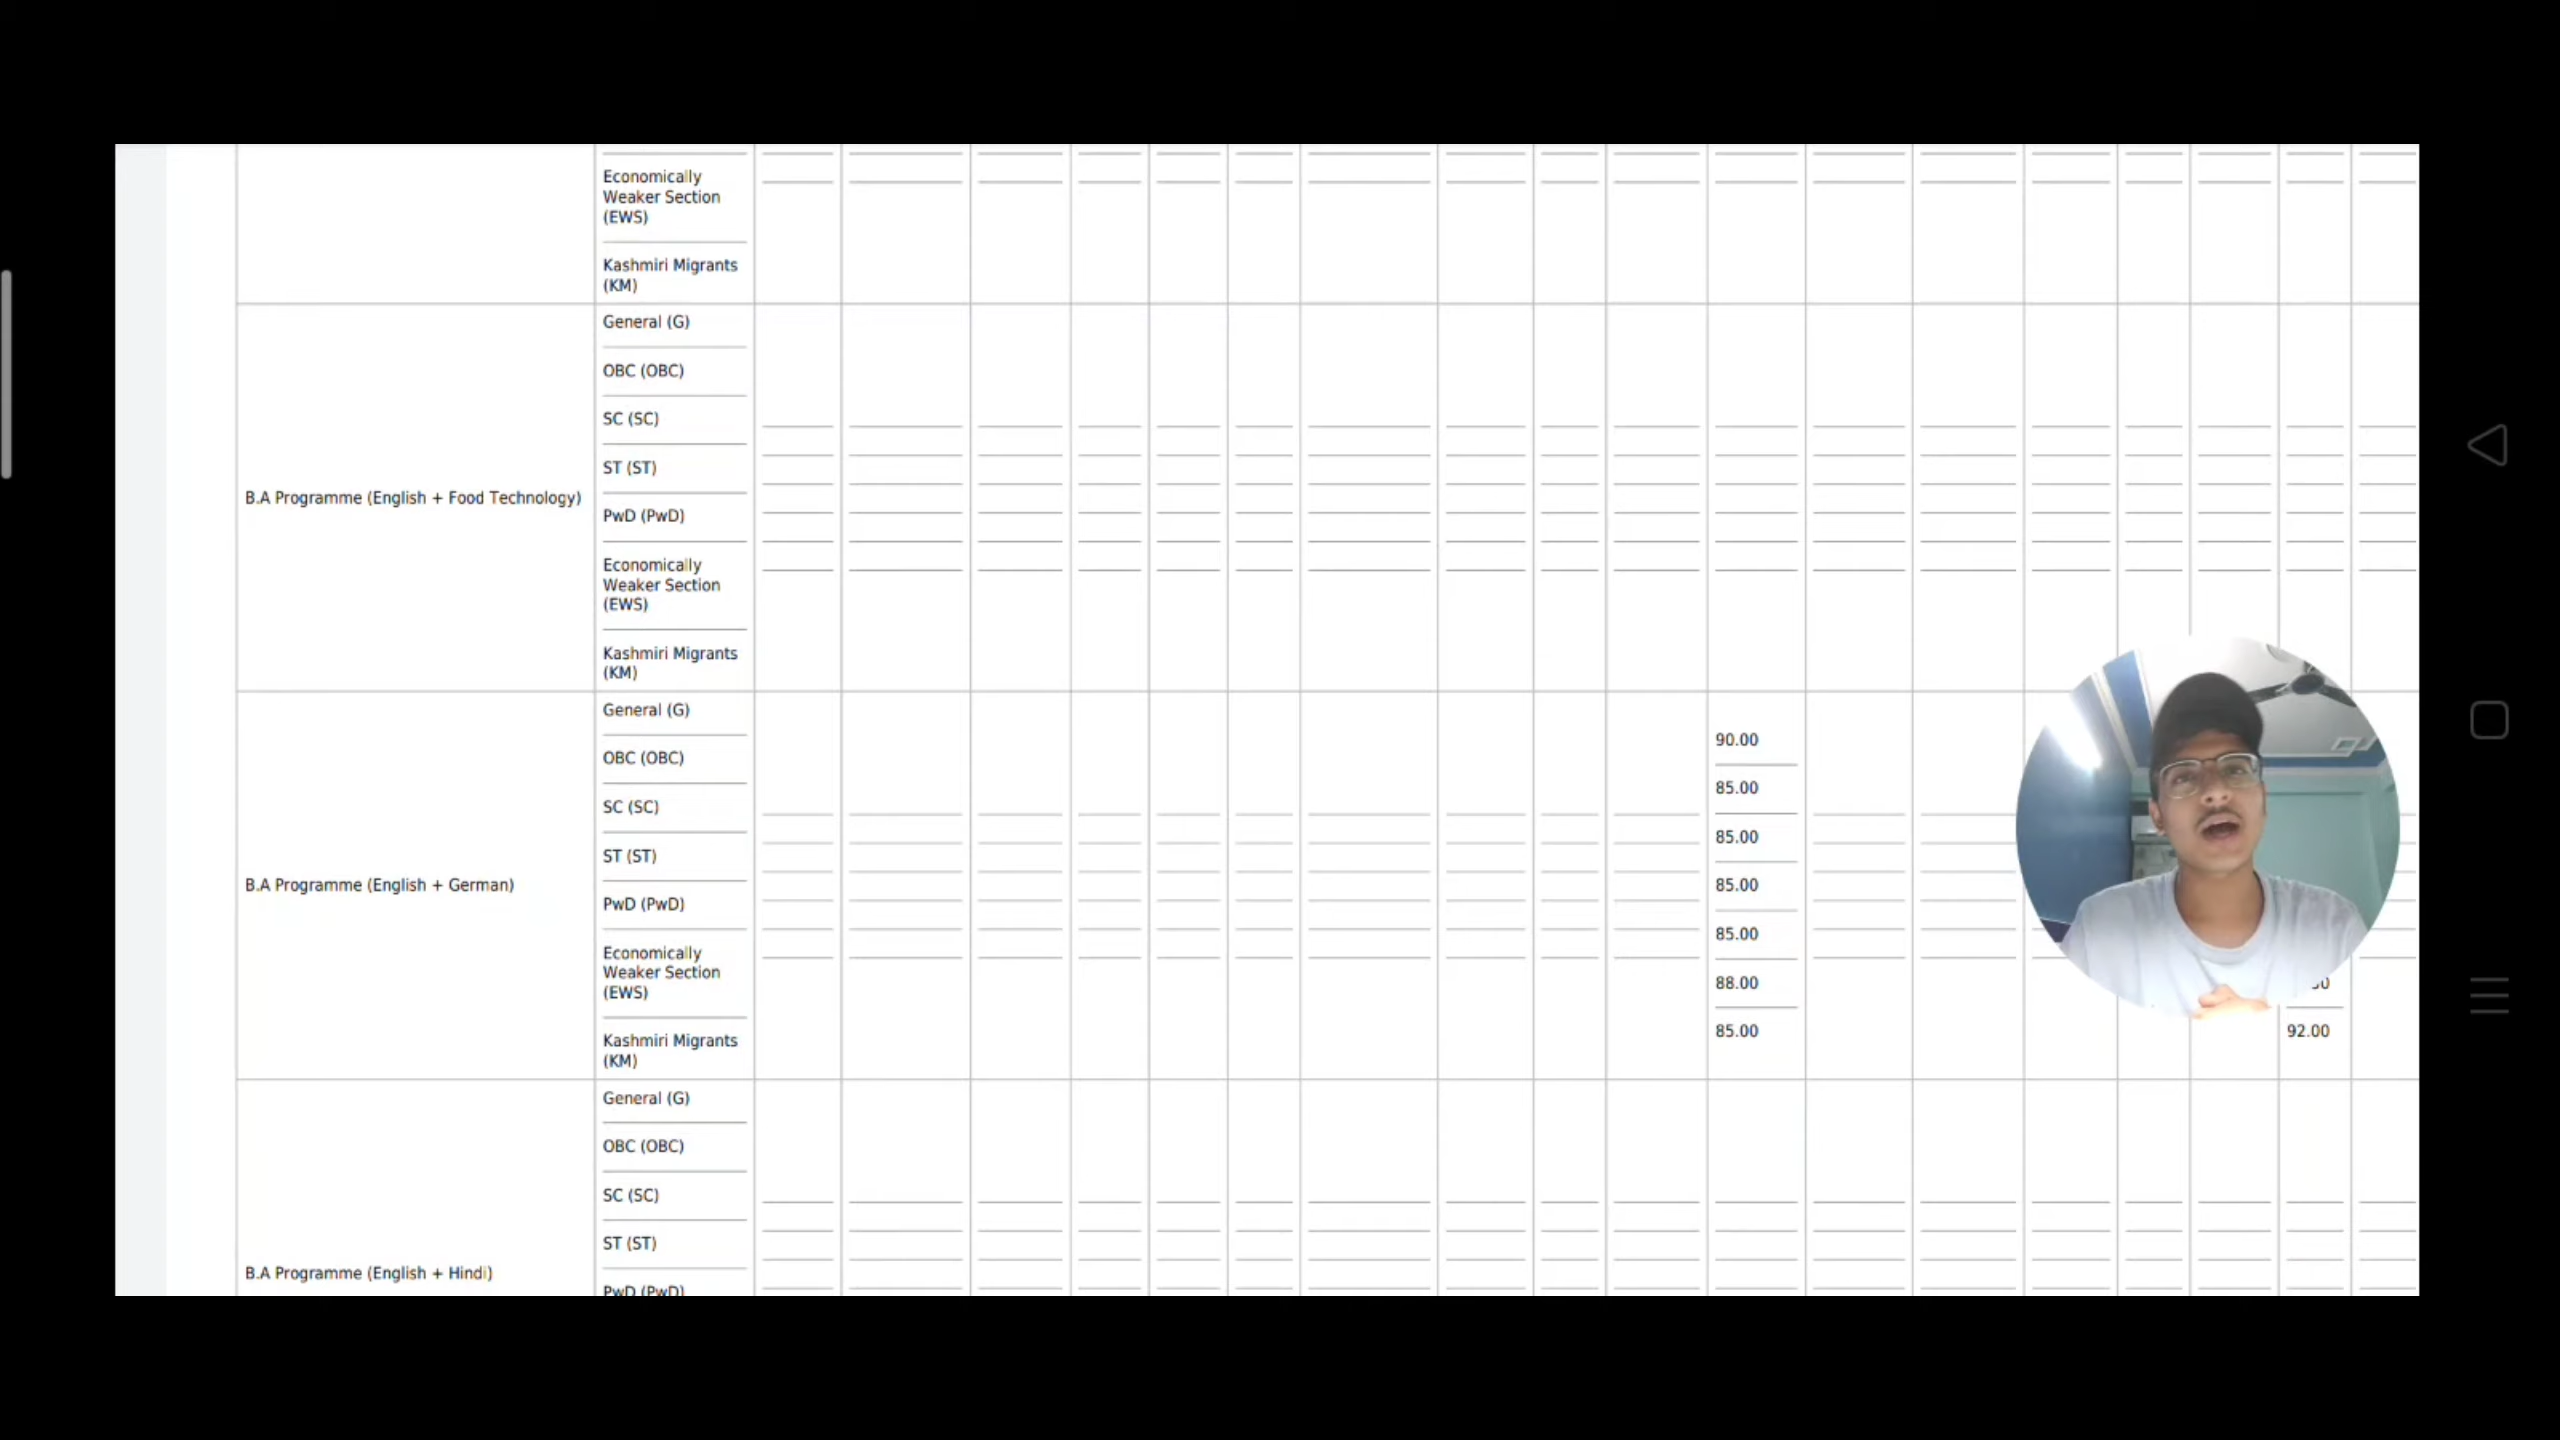 Economically
Weaker Section
(EWS)
Kashmiri Migrants
(KM)
B.A Programme (English + Food Technology)
General (G)
OBC (OBC)
SC (SC)
ST (ST)
PwD (PwD)
Economically
Weaker Section
(EWS)
Kashmiri Migrants
(KM)
B.A Programme (English + German)
General (G)
OBC (OBC)
SC (SC)
ST (ST)
PwD (PwD)
Economically
Weaker Section
(EWS)
Kashmiri Migrants
(KM)
90.00
85.00
85.00
85.00
85.00
88.00
85.00
92.00
B.A Programme (English + Hindi)
General (G)
OBC (OBC)
SC (SC)
ST (ST)
PwD (PwD)